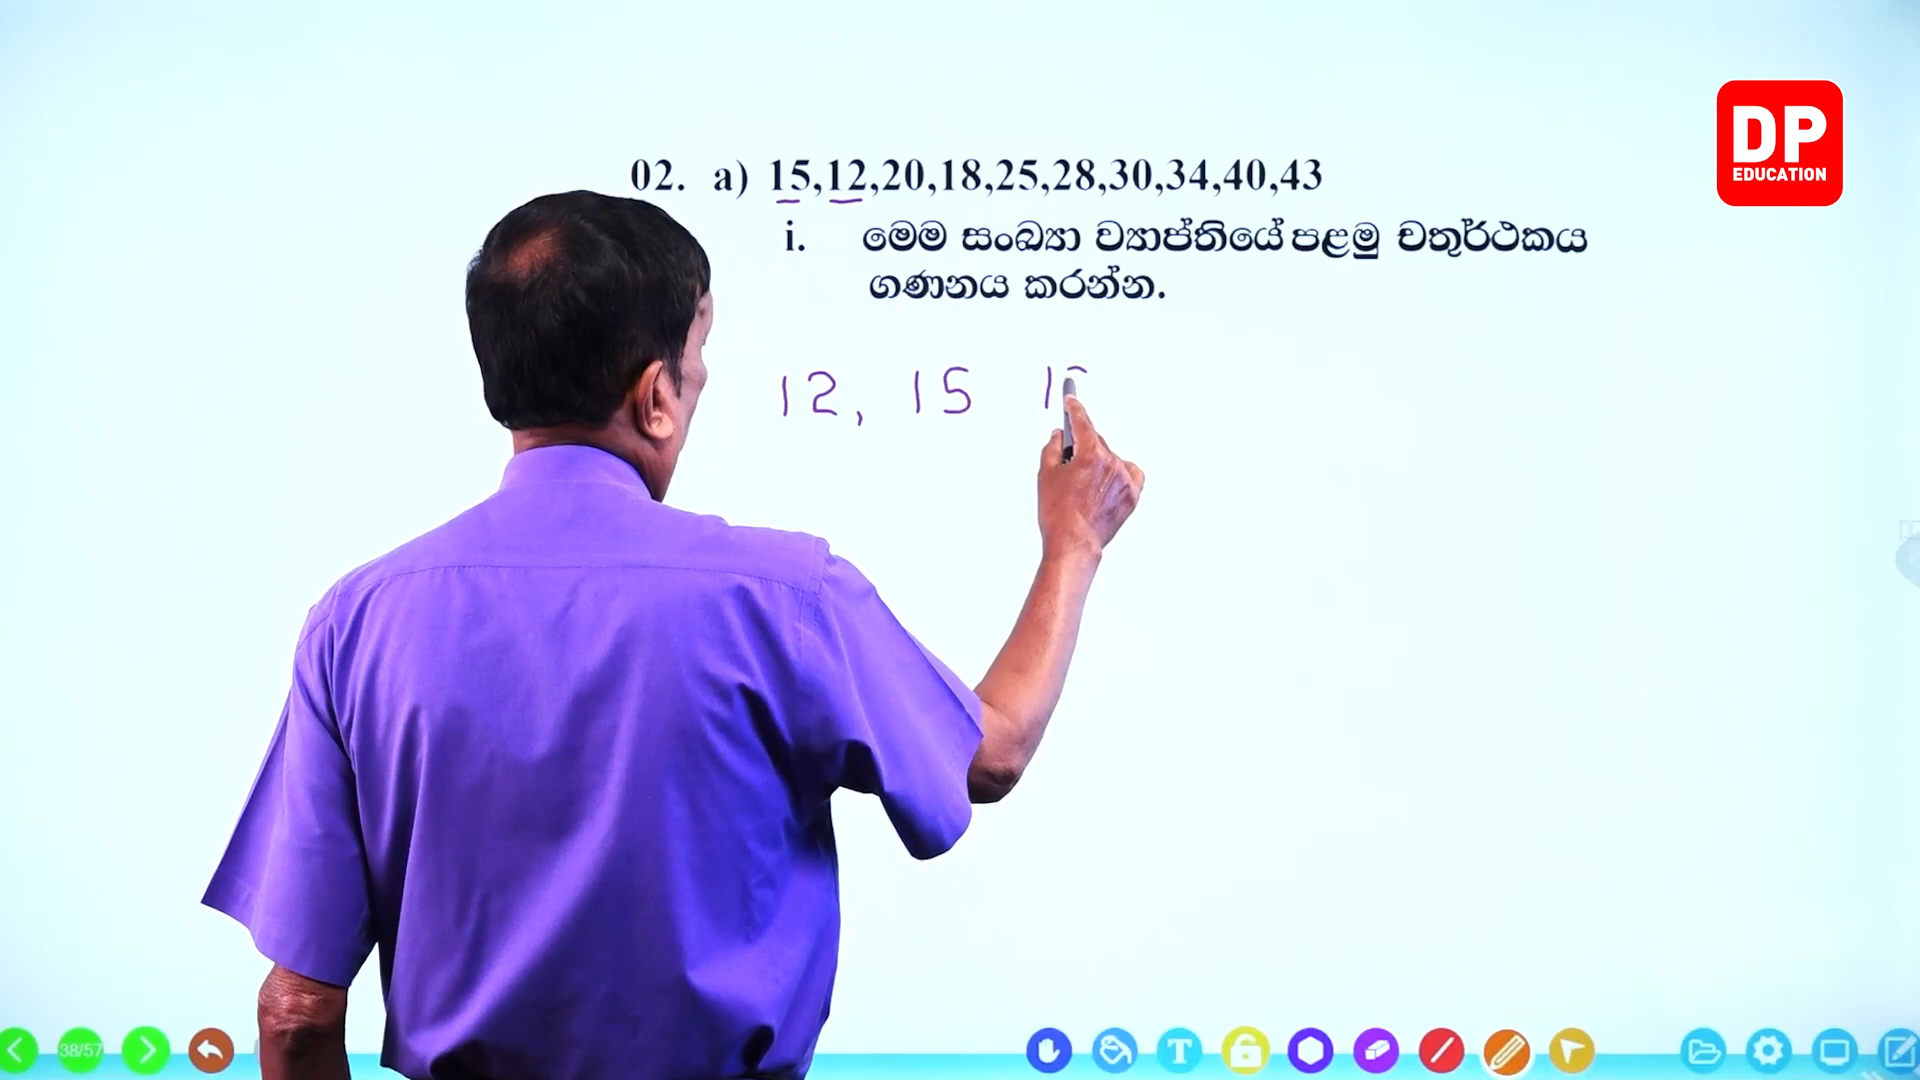 DP
EDUCATION
02. a) 15,12,20,18,25,28,30,34,40,43
i. මෙම සංඛ්‍යා ව්‍යාප්තියේ පළමු චතුර්ථකය
ගණනය කරන්න.
12, 15
38/57
T